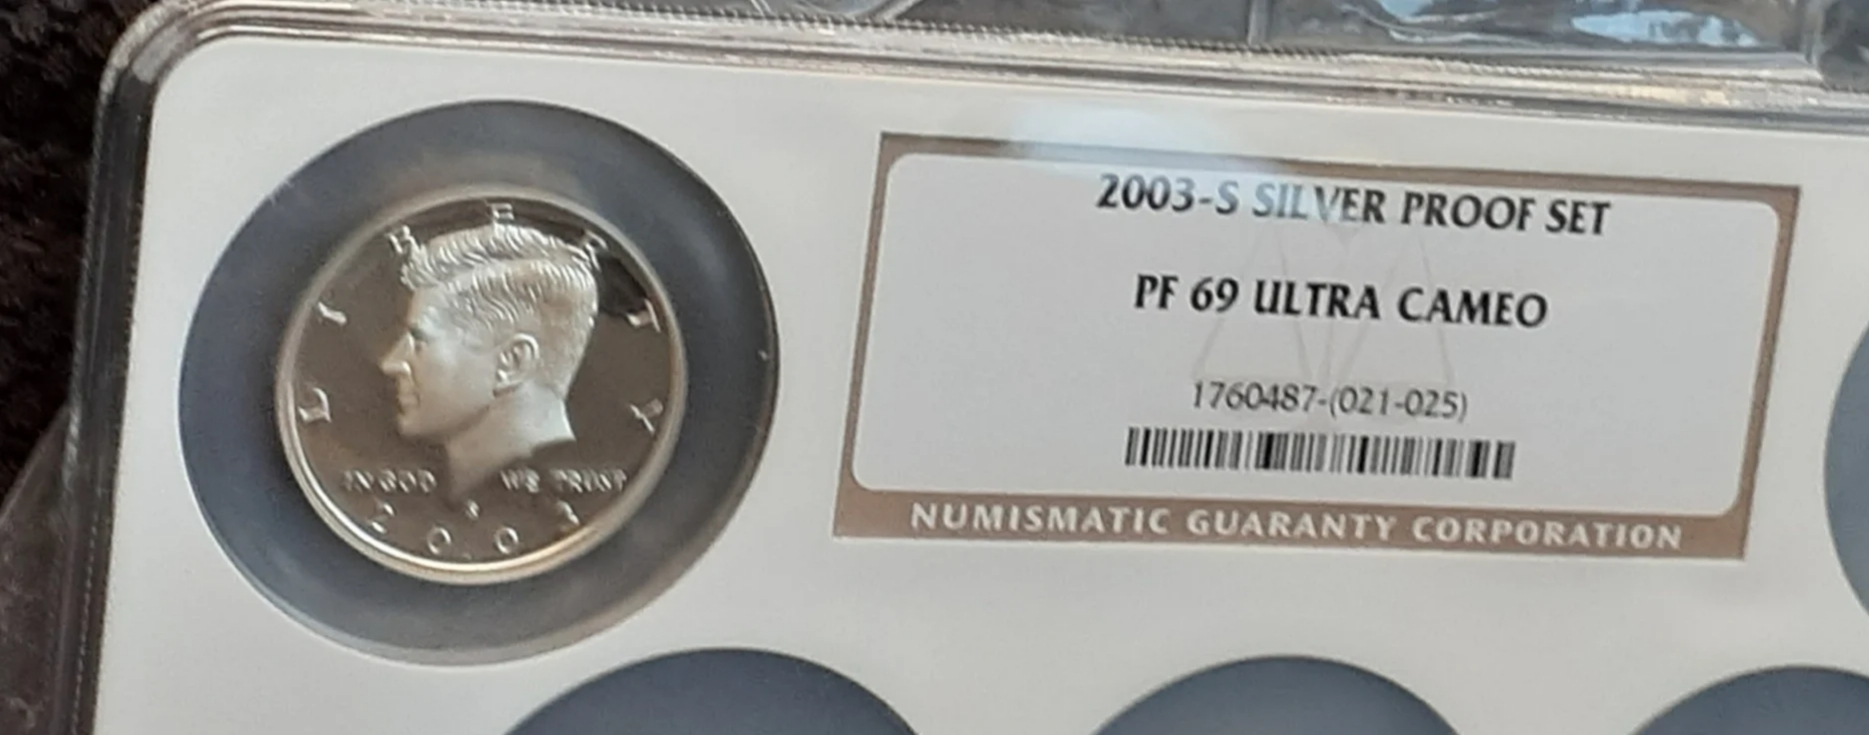 LIBERTY
IN GOD WE TRUST
S
2003
2003-S SILVER PROOF SET
PF 69 ULTRA CAMEO
1760487-(021-025)
NUMISMATIC GUARANTY CORPORATION